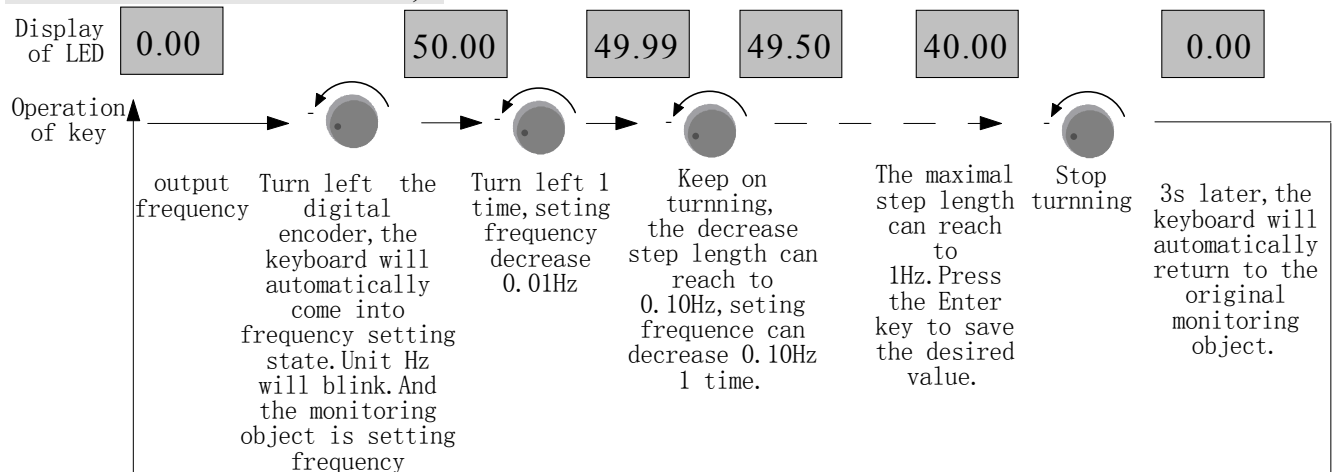 Display
of LED
0.00
50.00
49.99
49.50
40.00
0.00
Operation
of key
-
-
-
-
output
frequency
Turn left the
digital
encoder,the
keyboard will
automatically
come into
frequency setting
state.Unit Hz
will blink.And
the monitoring
object is setting
frequency
Turn left 1
time,seting
frequency
decrease
0.01Hz
Keep on
turnning,
the decrease
step length can
reach to
0.10Hz,seting
frequence can
decrease 0.10Hz
1 time.
The maximal
step length
can reach
to
1Hz.Press
the Enter
key to save
the desired
value.
Stop
turnning
3s later,the
keyboard will
automatically
return to the
original
monitoring
object.